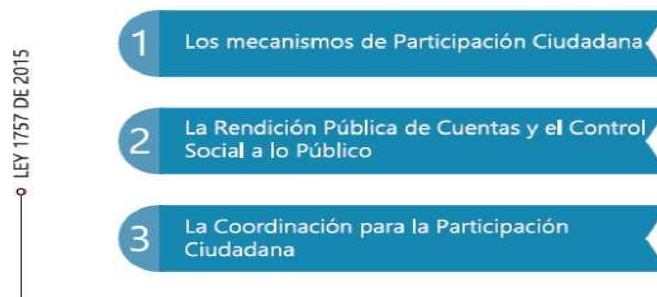 LEY 1757 DE 2015
1
Los mecanismos de Participación Ciudadana
2
La Rendición Pública de Cuentas y el Control
Social a lo Público
3
La Coordinación para la Participación
Ciudadana